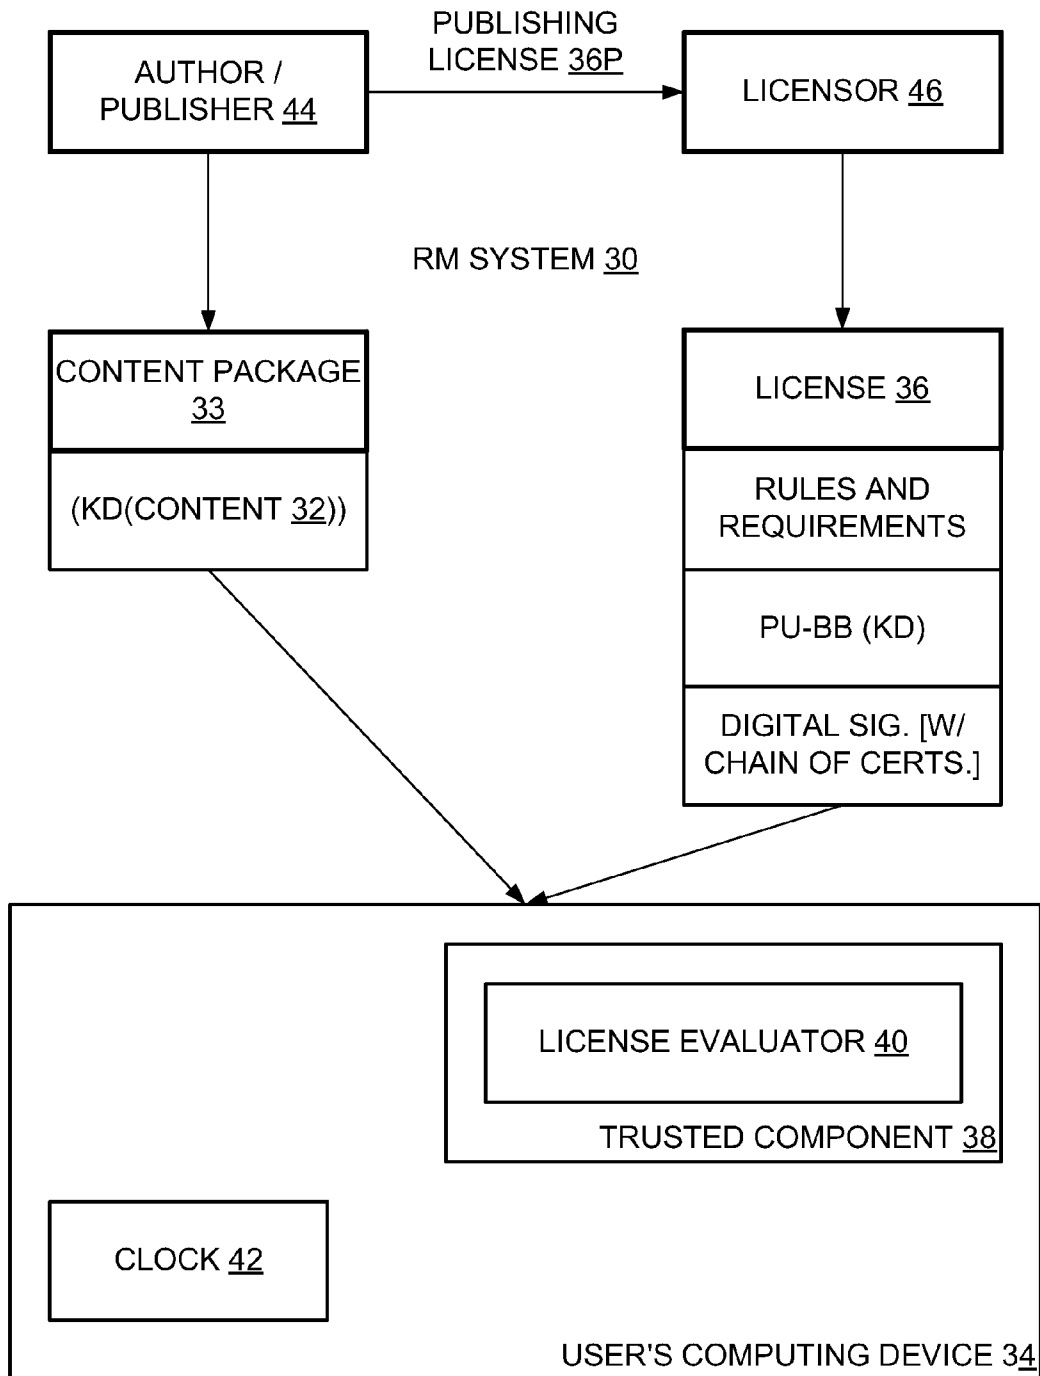 PUBLISHING
LICENSE 36P
AUTHOR /
PUBLISHER 44
LICENSOR 46
RM SYSTEM 30
CONTENT PACKAGE
33
(KD(CONTENT 32))
LICENSE 36
RULES AND
REQUIREMENTS
PU-BB (KD)
DIGITAL SIG. [W/
CHAIN OF CERTS.]
LICENSE EVALUATOR 40
TRUSTED COMPONENT 38
CLOCK 42
USER'S COMPUTING DEVICE 34